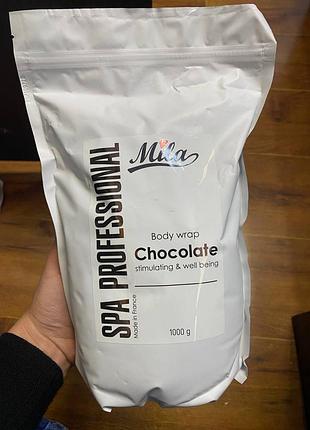 Mila
SPA PROFESSIONAL
Made in France
Body wrap
Chocolate
stimulating & well being
1000 g